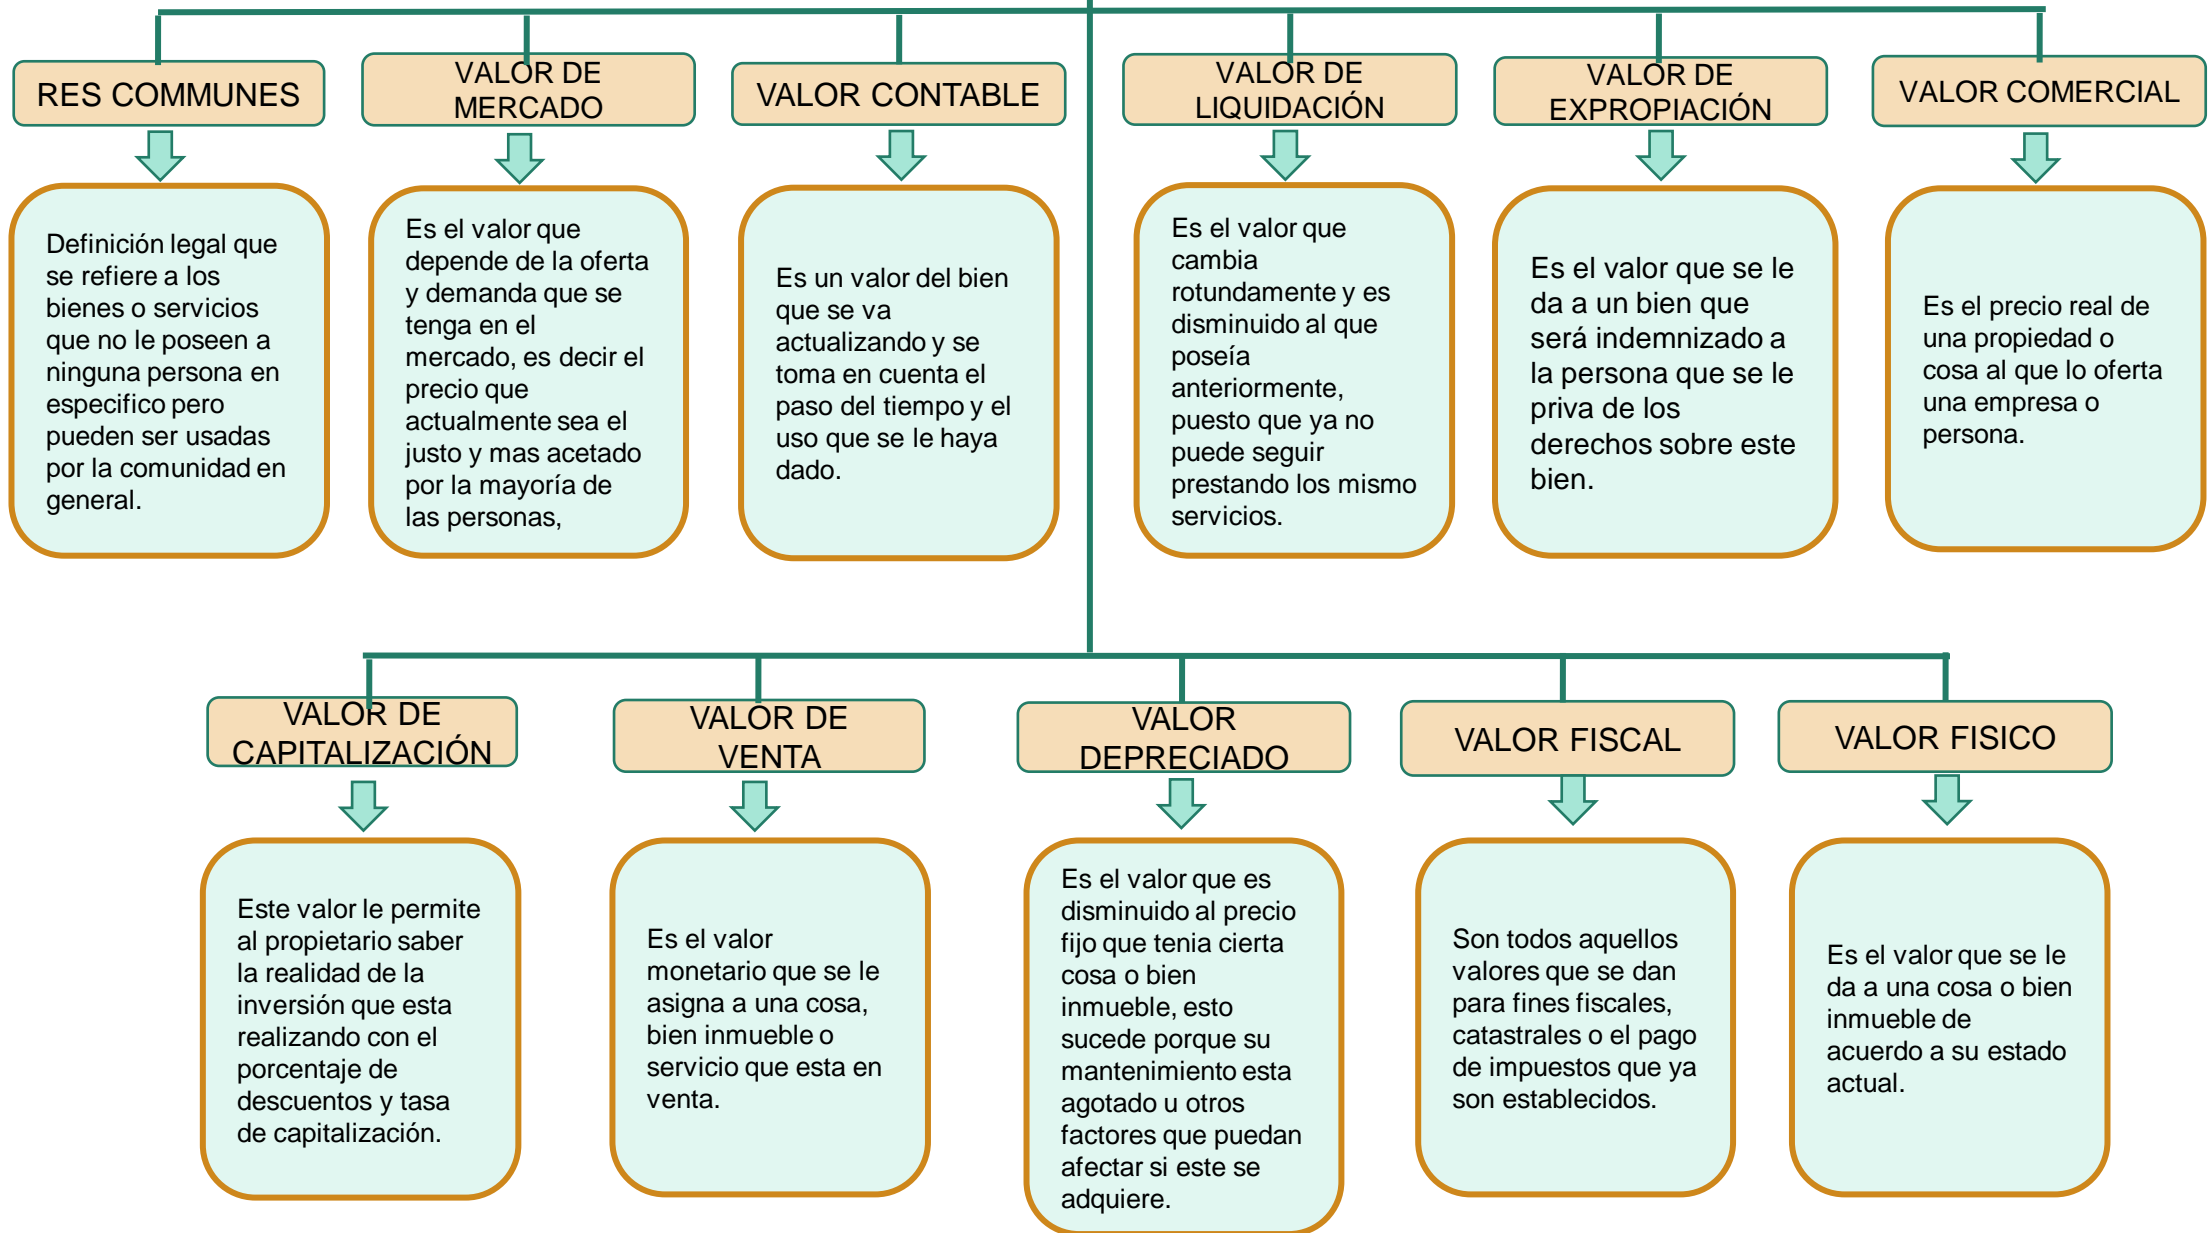 RES COMMUNES
Definición legal que
se refiere a los
bienes o servicios
que no le poseen a
ninguna persona en
especifico pero
pueden ser usadas
por la comunidad en
general.
VALOR DE
MERCADO
Es el valor que
depende de la oferta
y demanda que se
tenga en el
mercado, es decir el
precio que
actualmente sea el
justo y mas acetado
por la mayoría de
las personas,
VALOR CONTABLE
Es un valor del bien
que se va
actualizando y se
toma en cuenta el
paso del tiempo y el
uso que se le haya
dado.
VALOR DE
LIQUIDACIÓN
Es el valor que
cambia
rotundamente y es
disminuido al que
poseía
anteriormente,
puesto que ya no
puede seguir
prestando los mismo
servicios.
VALOR DE
EXPROPIACIÓN
Es el valor que se le
da a un bien que
será indemnizado a
la persona que se le
priva de los
derechos sobre este
bien.
VALOR COMERCIAL
Es el precio real de
una propiedad o
cosa al que lo oferta
una empresa o
persona.
VALOR DE
CAPITALIZACIÓN
Este valor le permite
al propietario saber
la realidad de la
inversión que esta
realizando con el
porcentaje de
descuentos y tasa
de capitalización.
VALOR DE
VENTA
Es el valor
monetario que se le
asigna a una cosa,
bien inmueble o
servicio que esta en
venta.
VALOR
DEPRECIADO
Es el valor que es
disminuido al precio
fijo que tenia cierta
cosa o bien
inmueble, esto
sucede porque su
mantenimiento esta
agotado u otros
factores que puedan
afectar si este se
adquiere.
VALOR FISCAL
Son todos aquellos
valores que se dan
para fines fiscales,
catastrales o el pago
de impuestos que ya
son establecidos.
VALOR FISICO
Es el valor que se le
da a una cosa o bien
inmueble de
acuerdo a su estado
actual.